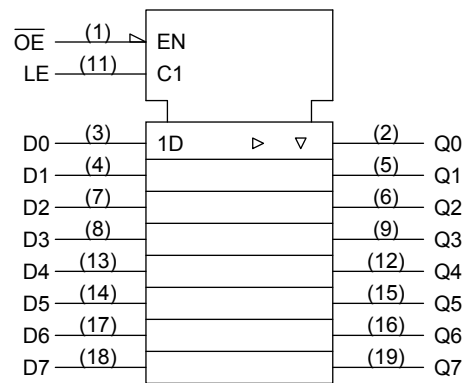 O̅E̅ (1) EN
LE (11) C1
D0 (3) 1D (2) Q0
D1 (4) (5) Q1
D2 (7) (6) Q2
D3 (8) (9) Q3
D4 (13) (12) Q4
D5 (14) (15) Q5
D6 (17) (16) Q6
D7 (18) (19) Q7